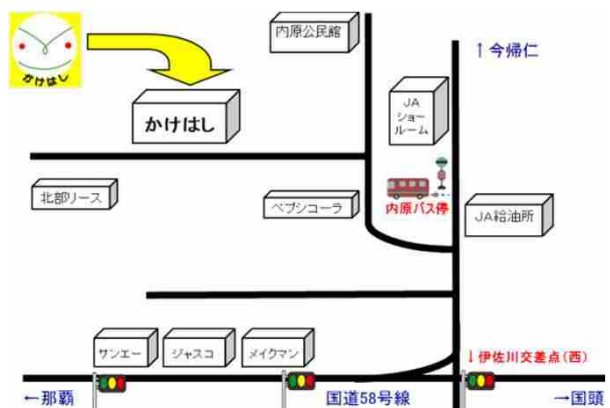 内原公民館
↑今帰仁
かけはし
かけはし
JA
ショー
ルーム
北部リース
ペプシコーラ
内原バス停
JA給油所
サンエー
ジャスコ
メイクマン
↓伊佐川交差点(西)
←那覇
国道58号線
→国頭